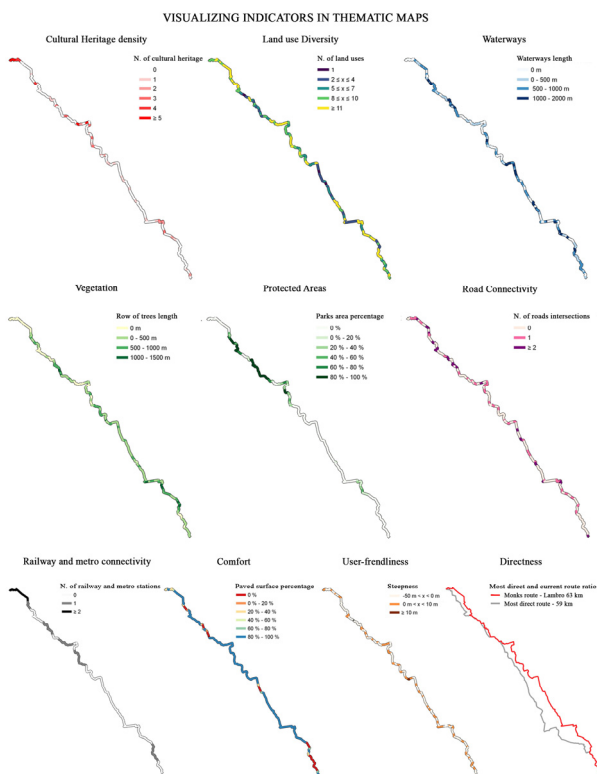 VISUALIZING INDICATORS IN THEMATIC MAPS
Cultural Heritage density
N. of cultural heritage
0
1
2
3
4
≥ 5
Land use Diversity
N. of land uses
1
2 ≤ x ≤ 4
5 ≤ x ≤ 7
8 ≤ x ≤ 10
≥ 11
Waterways
Waterways length
0 m
0 - 500 m
500 - 1000 m
1000 - 2000 m
Vegetation
Row of trees length
0 m
0 - 500 m
500 - 1000 m
1000 - 1500 m
Protected Areas
Parks area percentage
0 %
0 % - 20 %
20 % - 40 %
40 % - 60 %
60 % - 80 %
80 % - 100 %
Road Connectivity
N. of roads intersections
0
1
≥ 2
Railway and metro connectivity
N. of railway and metro stations
0
1
≥ 2
Comfort
Paved surface percentage
0 %
0 % - 20 %
20 % - 40 %
40 % - 60 %
60 % - 80 %
80 % - 100 %
User-frendliness
Steepness
-50 m < x < 0 m
0 m < x < 10 m
≥ 10 m
Directness
Most direct and current route ratio
Monks route - Lambro 63 km
Most direct route - 59 km